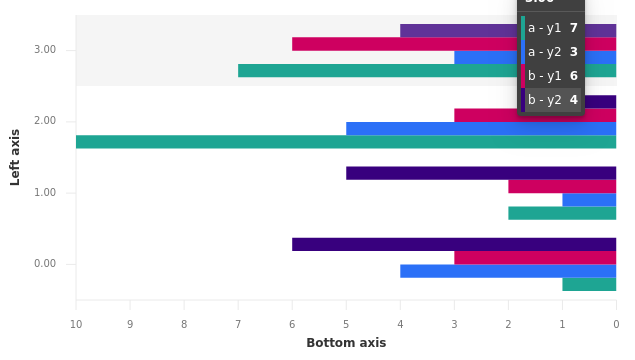 3.00
a - y1 7
a - y2 3
b - y1 6
b - y2 4
3.00
2.00
1.00
0.00
Left axis
10 9 8 7 6 5 4 3 2 1 0
Bottom axis